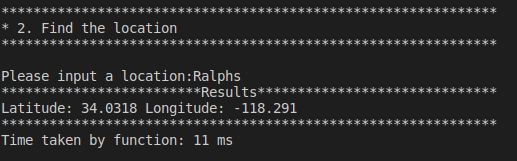 **************************************************************
* 2. Find the location
**************************************************************
Please input a location:Ralphs
*************************Results******************************
Latitude: 34.0318 Longitude: -118.291
**************************************************************
Time taken by function: 11 ms